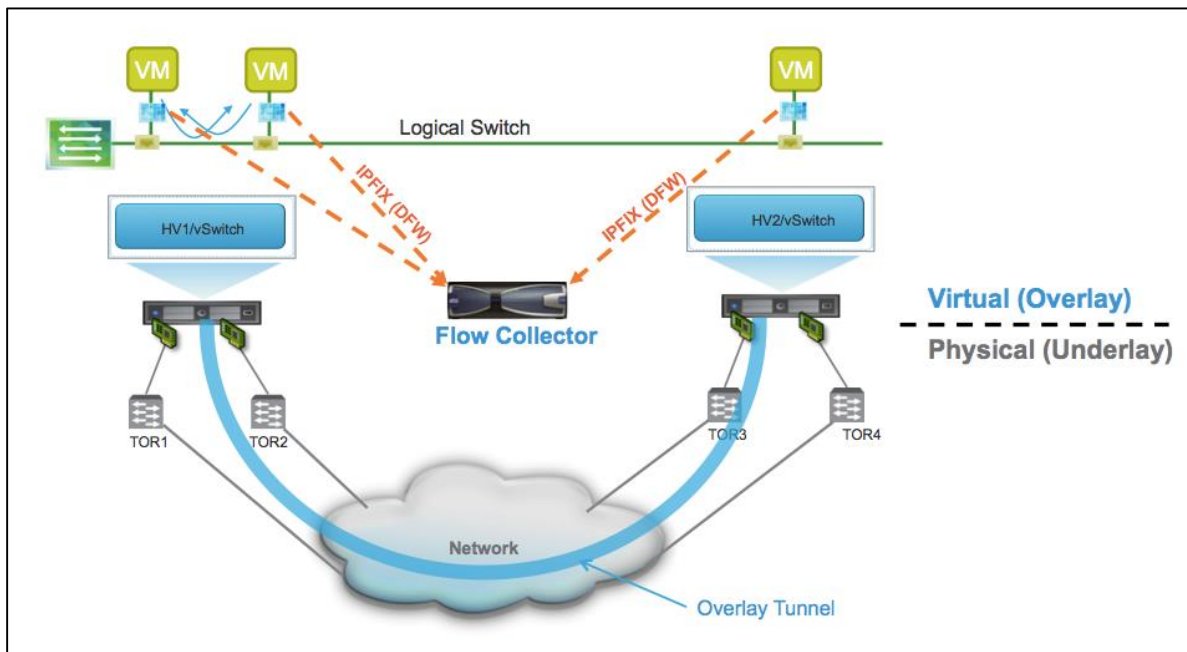 VM
VM
VM
Logical Switch
IPFIX (DFW)
IPFIX (DFW)
HV1/vSwitch
HV2/vSwitch
Flow Collector
Virtual (Overlay)
Physical (Underlay)
TOR1
TOR2
TOR3
TOR4
Network
Overlay Tunnel